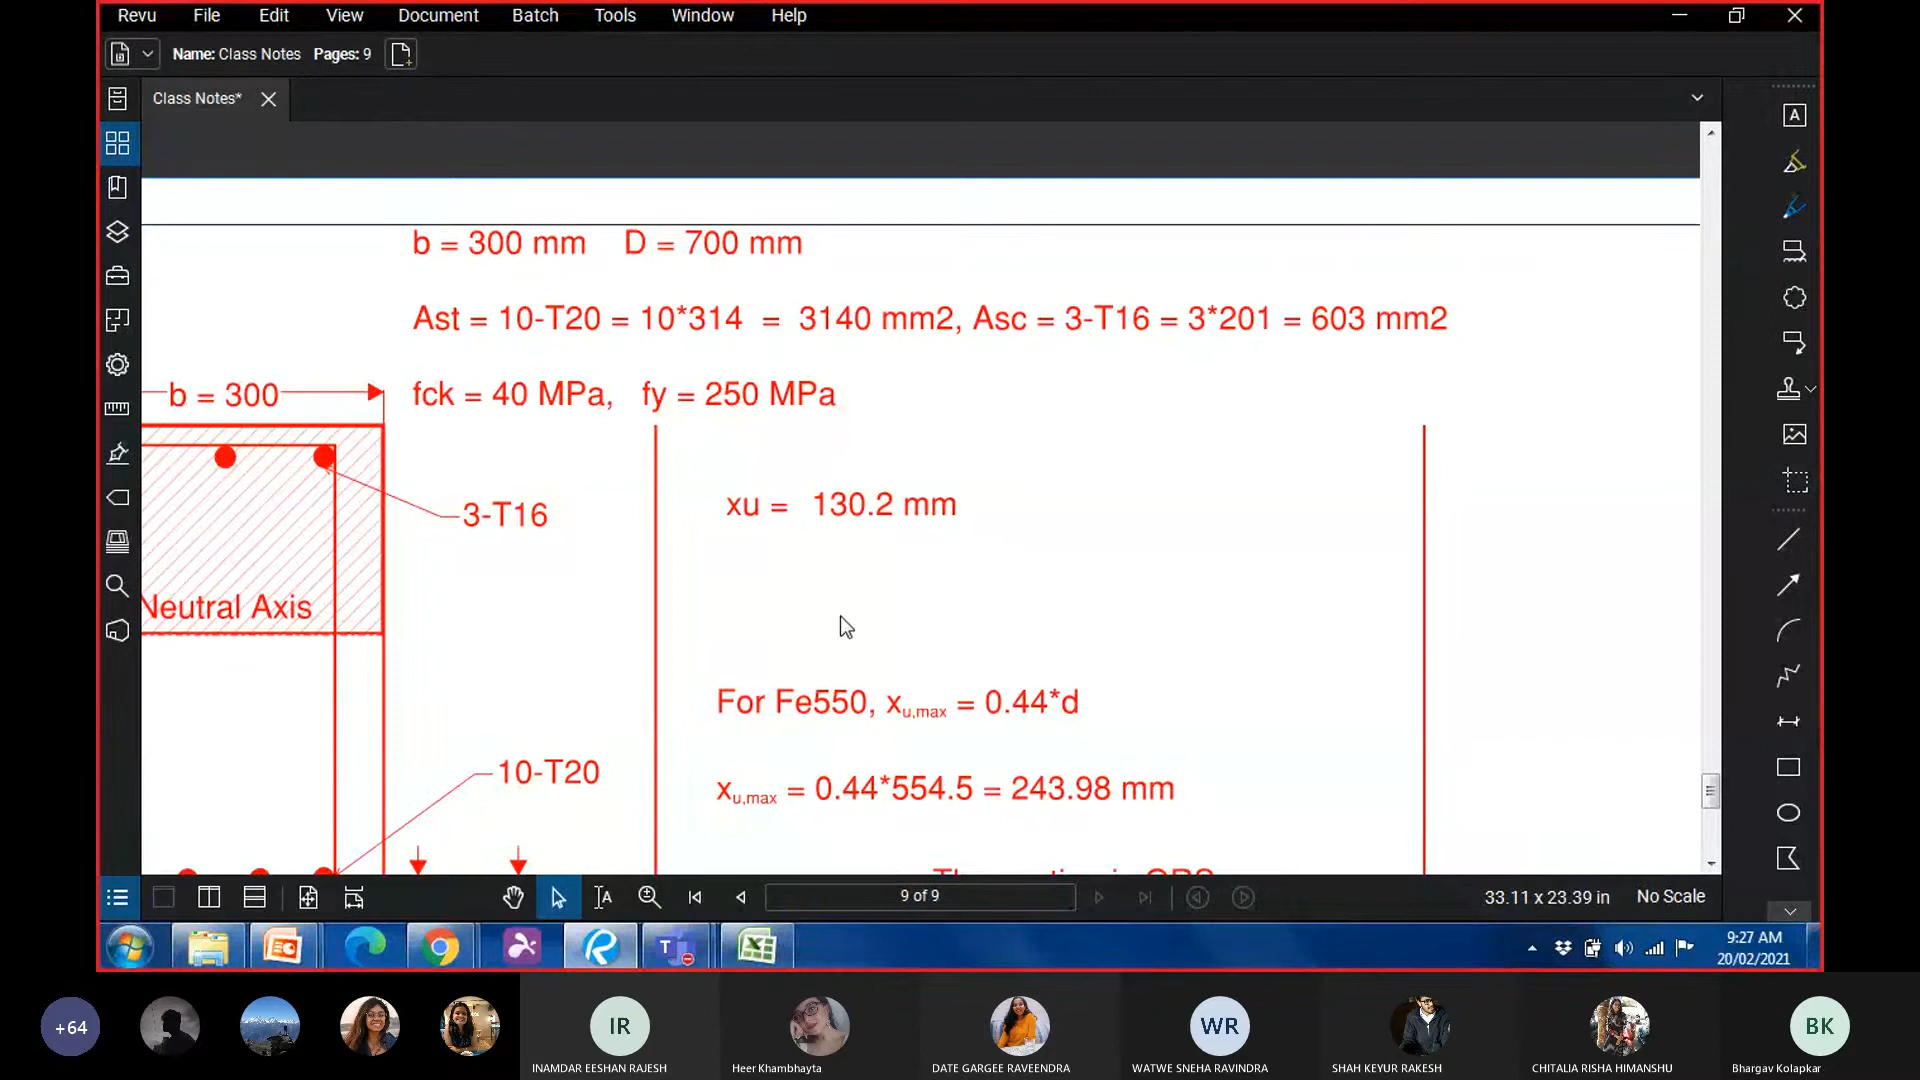 Revu File Edit View Document Batch Tools Window Help
Name: Class Notes Pages: 9
Class Notes*
b = 300 mm D = 700 mm
Ast = 10-T20 = 10*314 = 3140 mm2, Asc = 3-T16 = 3*201 = 603 mm2
b = 300
fck = 40 MPa, fy = 250 MPa
3-T16
xu = 130.2 mm
Neutral Axis
For Fe550, xu,max = 0.44*d
10-T20
xu,max = 0.44*554.5 = 243.98 mm
9 of 9
33.11 x 23.39 in No Scale
9:27 AM
20/02/2021
+64
IR
WR
BK
INAMDAR EESHAN RAJESH
Heer Khambhayta
DATE GARGEE RAVEENDRA
WATWE SNEHA RAVINDRA
SHAH KEYUR RAKESH
CHITALIA RISHA HIMANSHU
Bhargav Kolapkar